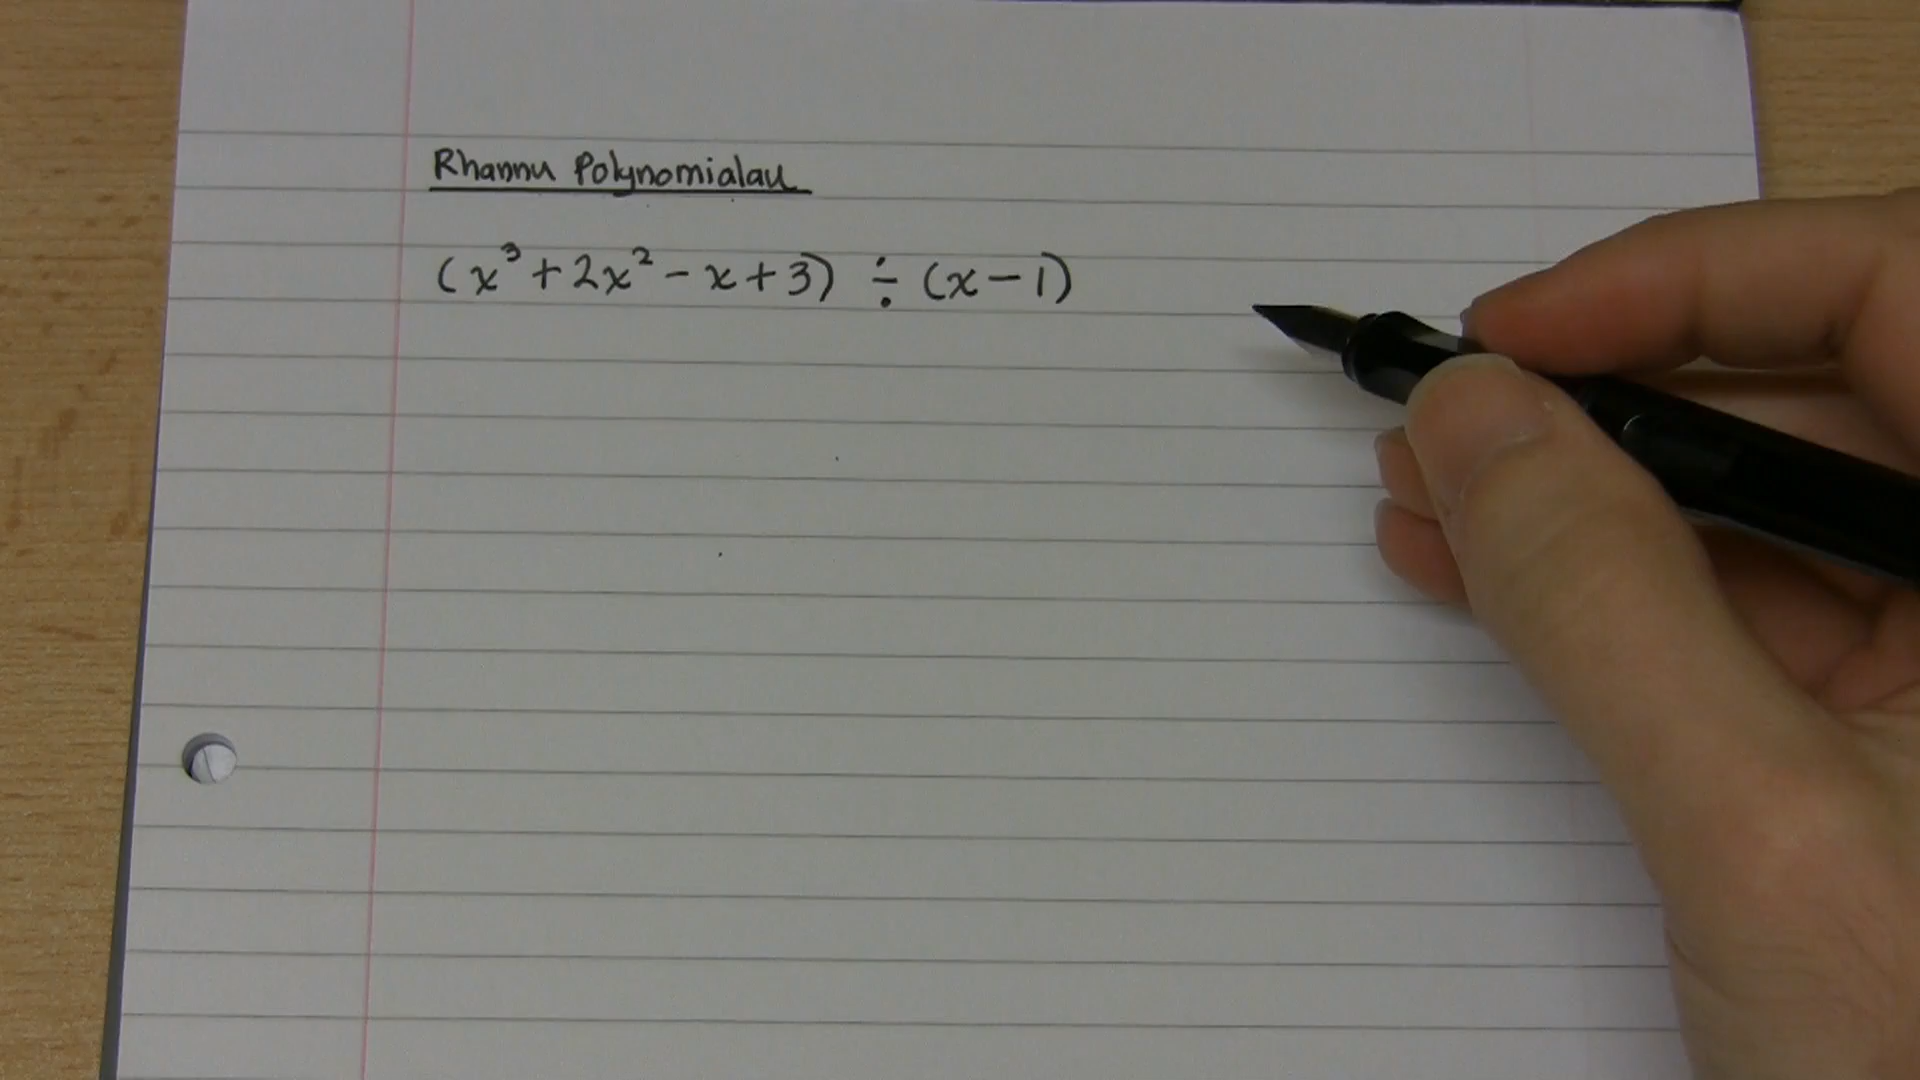 Rhannu Polynomialau
(x³ + 2x² - x + 3) ÷ (x - 1)